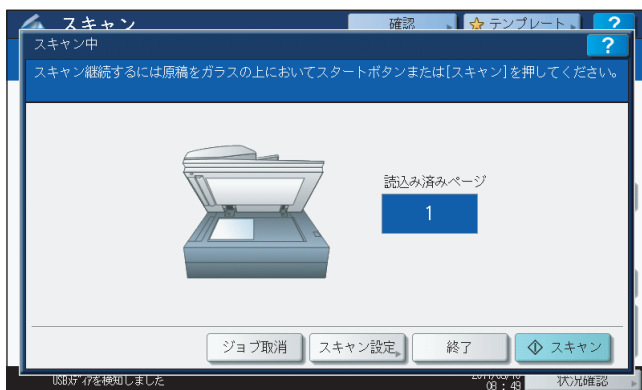 スキャン
確認
テンプレート
?
スキャン中
?
スキャン継続するには原稿をガラスの上においてスタートボタンまたは[スキャン]を押してください。
読込み済みページ
1
ジョブ取消
スキャン設定
終了
スキャン
USBﾒﾃﾞｨｱを検知しました
08 : 49
状況確認